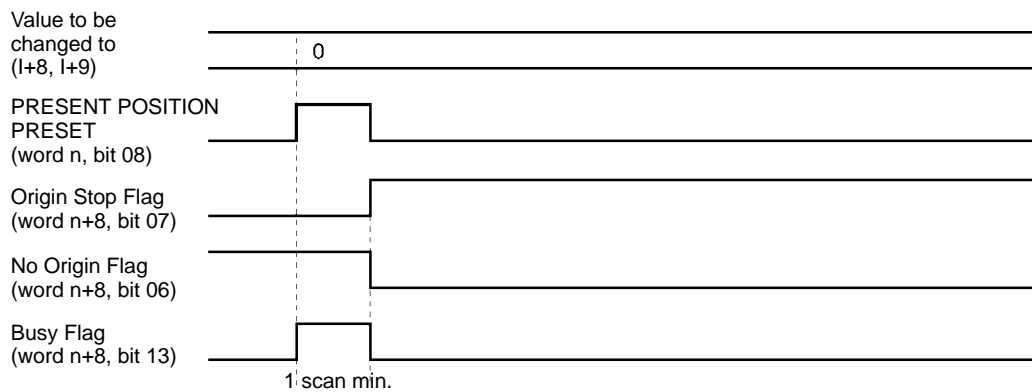 Value to be
changed to
(I+8, I+9)
0
PRESENT POSITION
PRESET
(word n, bit 08)
Origin Stop Flag
(word n+8, bit 07)
No Origin Flag
(word n+8, bit 06)
Busy Flag
(word n+8, bit 13)
1 scan min.